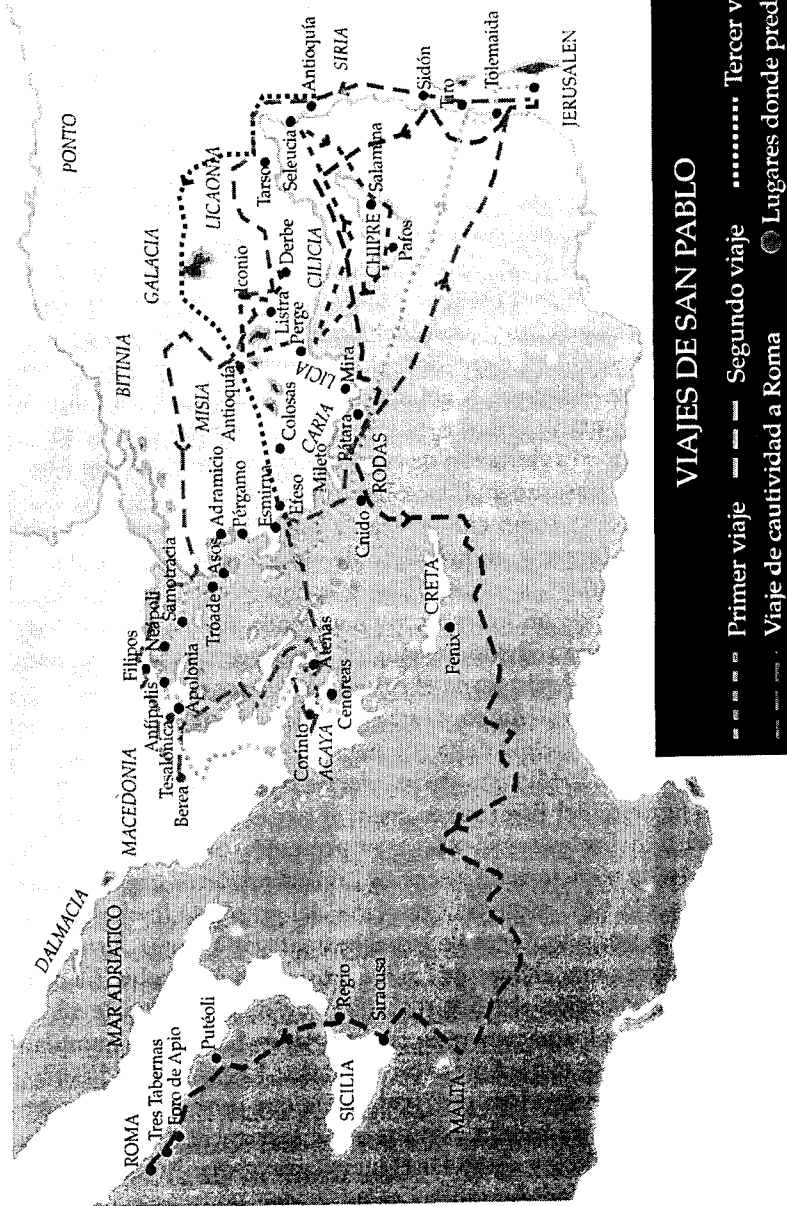 ROMA
Tres Tabernas
Foro de Apio
Putéoli
MAR ADRIATICO
DALMACIA
SICILIA
Regio
Siracusa
MALTA
MACEDONIA
Berea
Tesalónica
Anfípolis
Filipos
Neápoli
Apolonia
Samotracia
Tróade
Asos
Adramicio
Pérgamo
Esmirna
Efeso
Corinto
ACAYA
Atenas
Cenoreas
CRETA
Fenix
Cnido
RODAS
Mileto
Pátara
CARIA
Colosas
LICIA
Mira
MISIA
BITINIA
Antioquía
GALACIA
PONTO
LICAONIA
Iconio
Listra
Derbe
Perge
CILICIA
Tarso
Seleucia
Antioquía
SIRIA
CHIPRE
Salamina
Pafos
Sidón
Tiro
Tolemaida
JERUSALEN
VIAJES DE SAN PABLO
Primer viaje Segundo viaje Tercer v
Viaje de cautividad a Roma Lugares donde pred